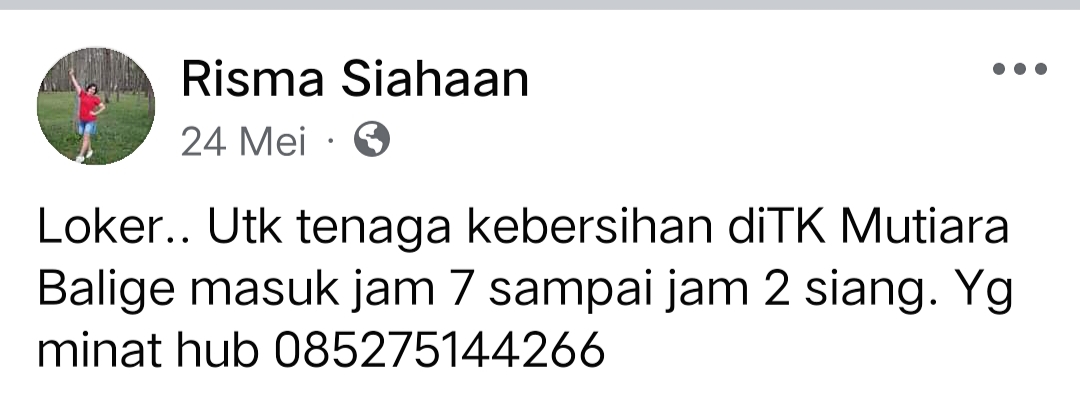 Risma Siahaan
24 Mei ·
Loker.. Utk tenaga kebersihan diTK Mutiara
Balige masuk jam 7 sampai jam 2 siang. Yg
minat hub 085275144266